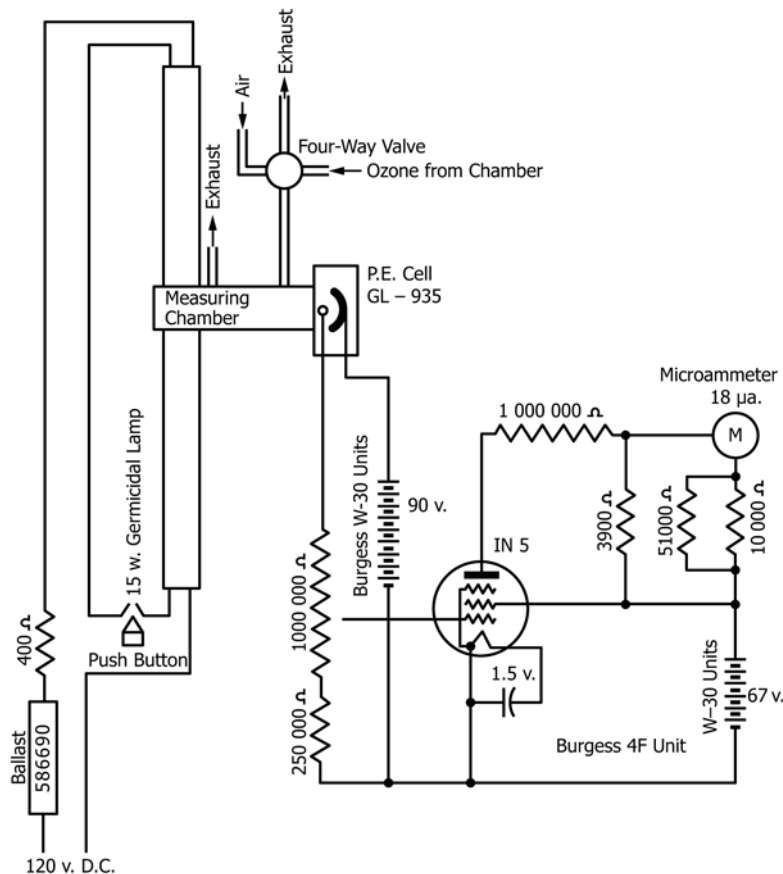 Exhaust
Air
Four-Way Valve
Ozone from Chamber
Exhaust
P.E. Cell
GL – 935
Measuring
Chamber
Microammeter
18 µa.
1 000 000 Ω
M
15 w. Germicidal Lamp
Burgess W-30 Units
90 v.
3900 Ω
51000 Ω
10 000 Ω
IN 5
1000 000 Ω
400 Ω
Push Button
1.5 v.
W–30 Units
67 v.
250 000 Ω
Burgess 4F Unit
Ballast
586690
120 v. D.C.